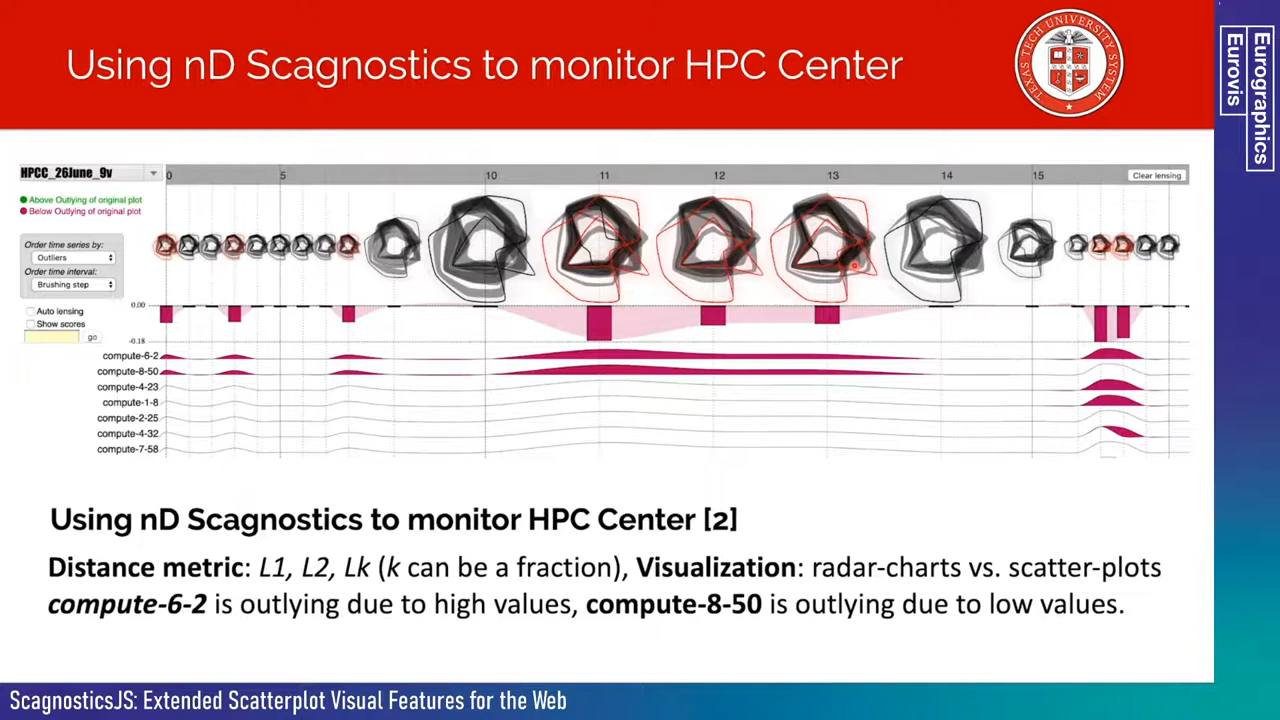 Using nD Scagnostics to monitor HPC Center
TEXAS TECH UNIVERSITY SYSTEM
Eurographics
Eurovis
HPCC_26June_9v
0 5 10 11 12 13 14 15
Clear lensing
Above Outlying of original plot
Below Outlying of original plot
Order time series by:
Outliers
Order time interval:
Brushing step
Auto lensing
Show scores
go
0.00
-0.18
compute-6-2
compute-8-50
compute-4-23
compute-1-8
compute-2-25
compute-4-32
compute-7-58
Using nD Scagnostics to monitor HPC Center [2]
Distance metric: L1, L2, Lk (k can be a fraction), Visualization: radar-charts vs. scatter-plots
compute-6-2 is outlying due to high values, compute-8-50 is outlying due to low values.
ScagnosticsJS: Extended Scatterplot Visual Features for the Web